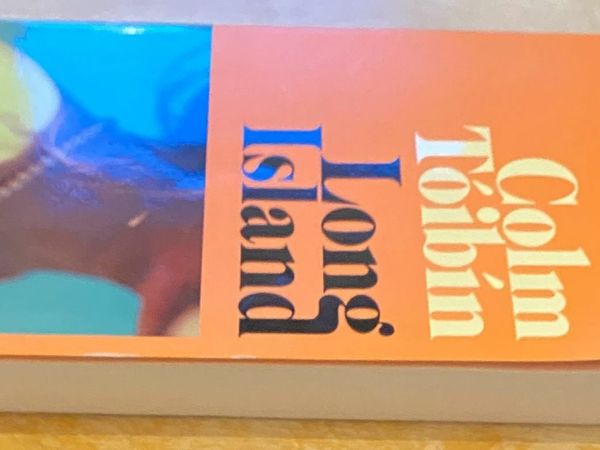 Colm
Tóibín
Long
Island